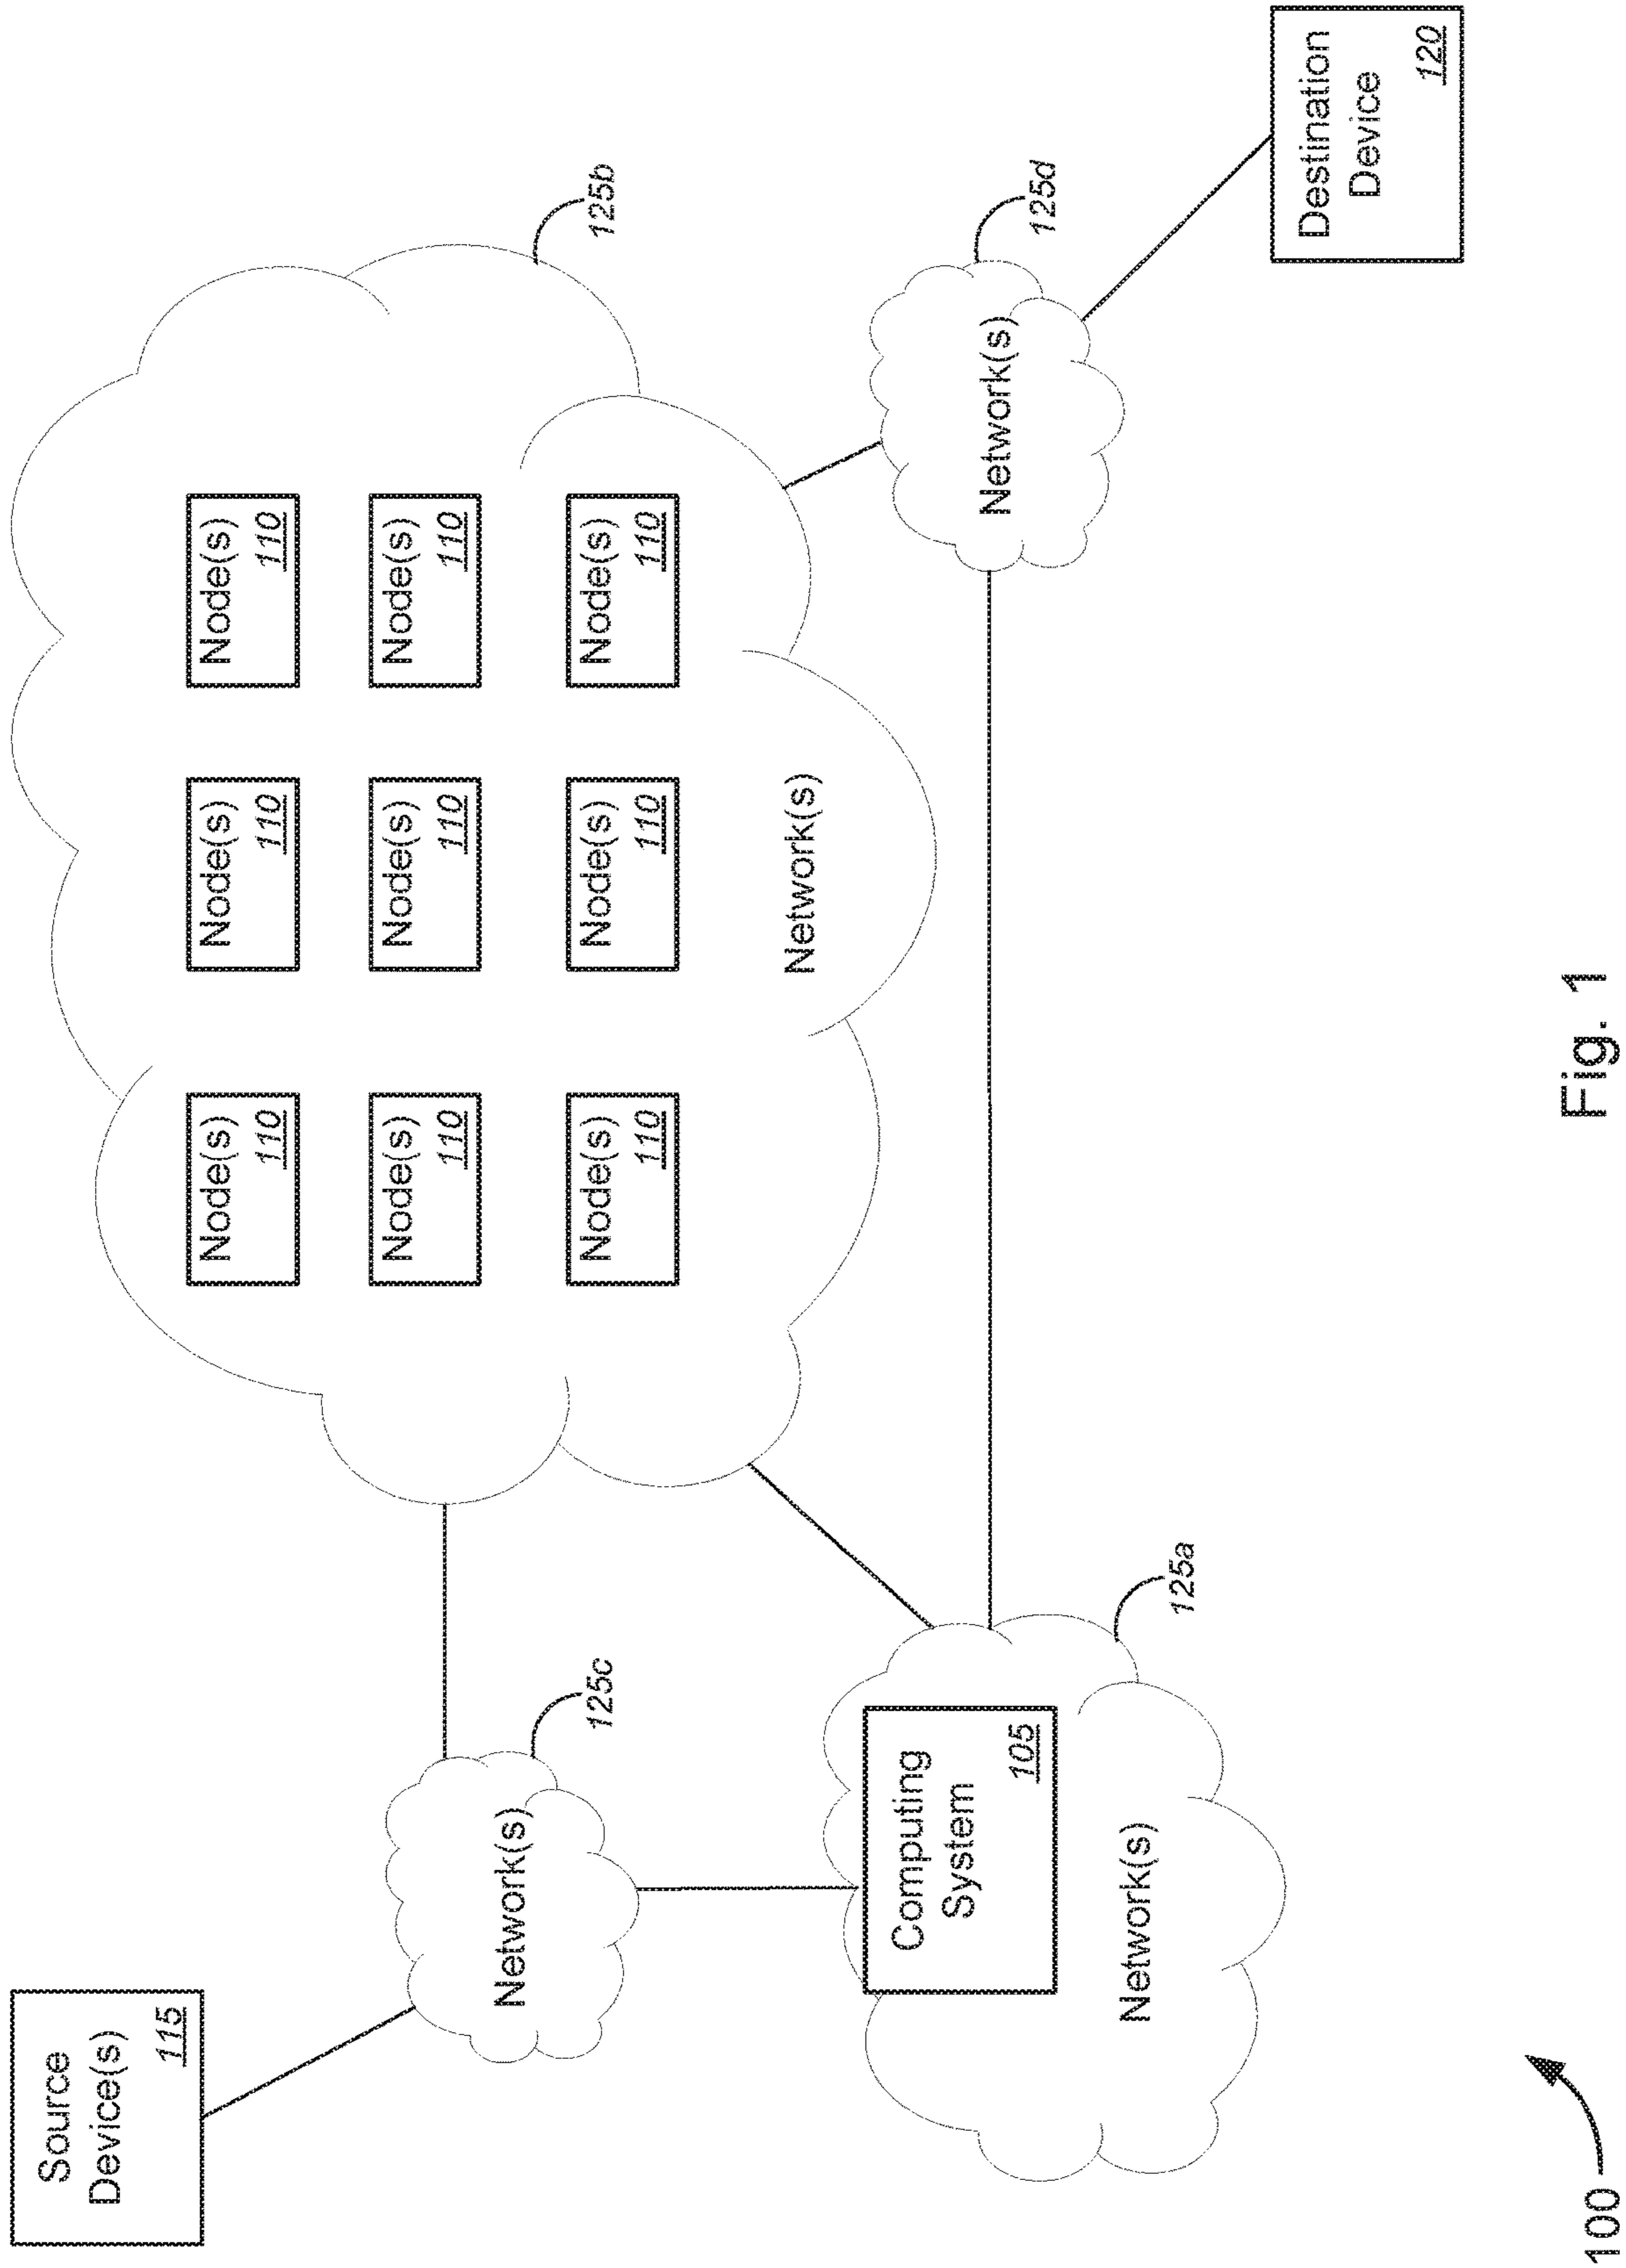 Source
Device(s)
115
Network(s)
125c
Node(s)
110
Node(s)
110
Node(s)
110
Node(s)
110
Node(s)
110
Node(s)
110
Node(s)
110
Node(s)
110
Node(s)
110
Network(s)
125b
Computing
System
105
Network(s)
125a
Network(s)
125d
Destination
Device
120
100
Fig. 1